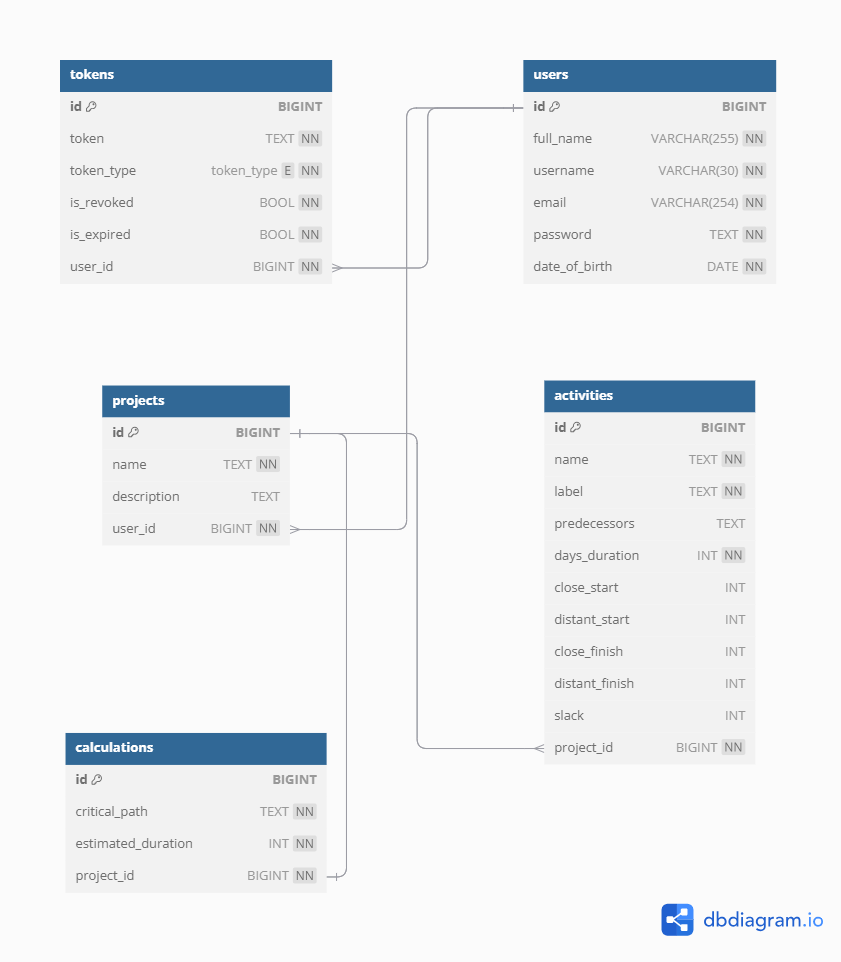 tokens
id BIGINT
token TEXT NN
token_type token_type E NN
is_revoked BOOL NN
is_expired BOOL NN
user_id BIGINT NN
users
id BIGINT
full_name VARCHAR(255) NN
username VARCHAR(30) NN
email VARCHAR(254) NN
password TEXT NN
date_of_birth DATE NN
projects
id BIGINT
name TEXT NN
description TEXT
user_id BIGINT NN
activities
id BIGINT
name TEXT NN
label TEXT NN
predecessors TEXT
days_duration INT NN
close_start INT
distant_start INT
close_finish INT
distant_finish INT
slack INT
project_id BIGINT NN
calculations
id BIGINT
critical_path TEXT NN
estimated_duration INT NN
project_id BIGINT NN
dbdiagram.io